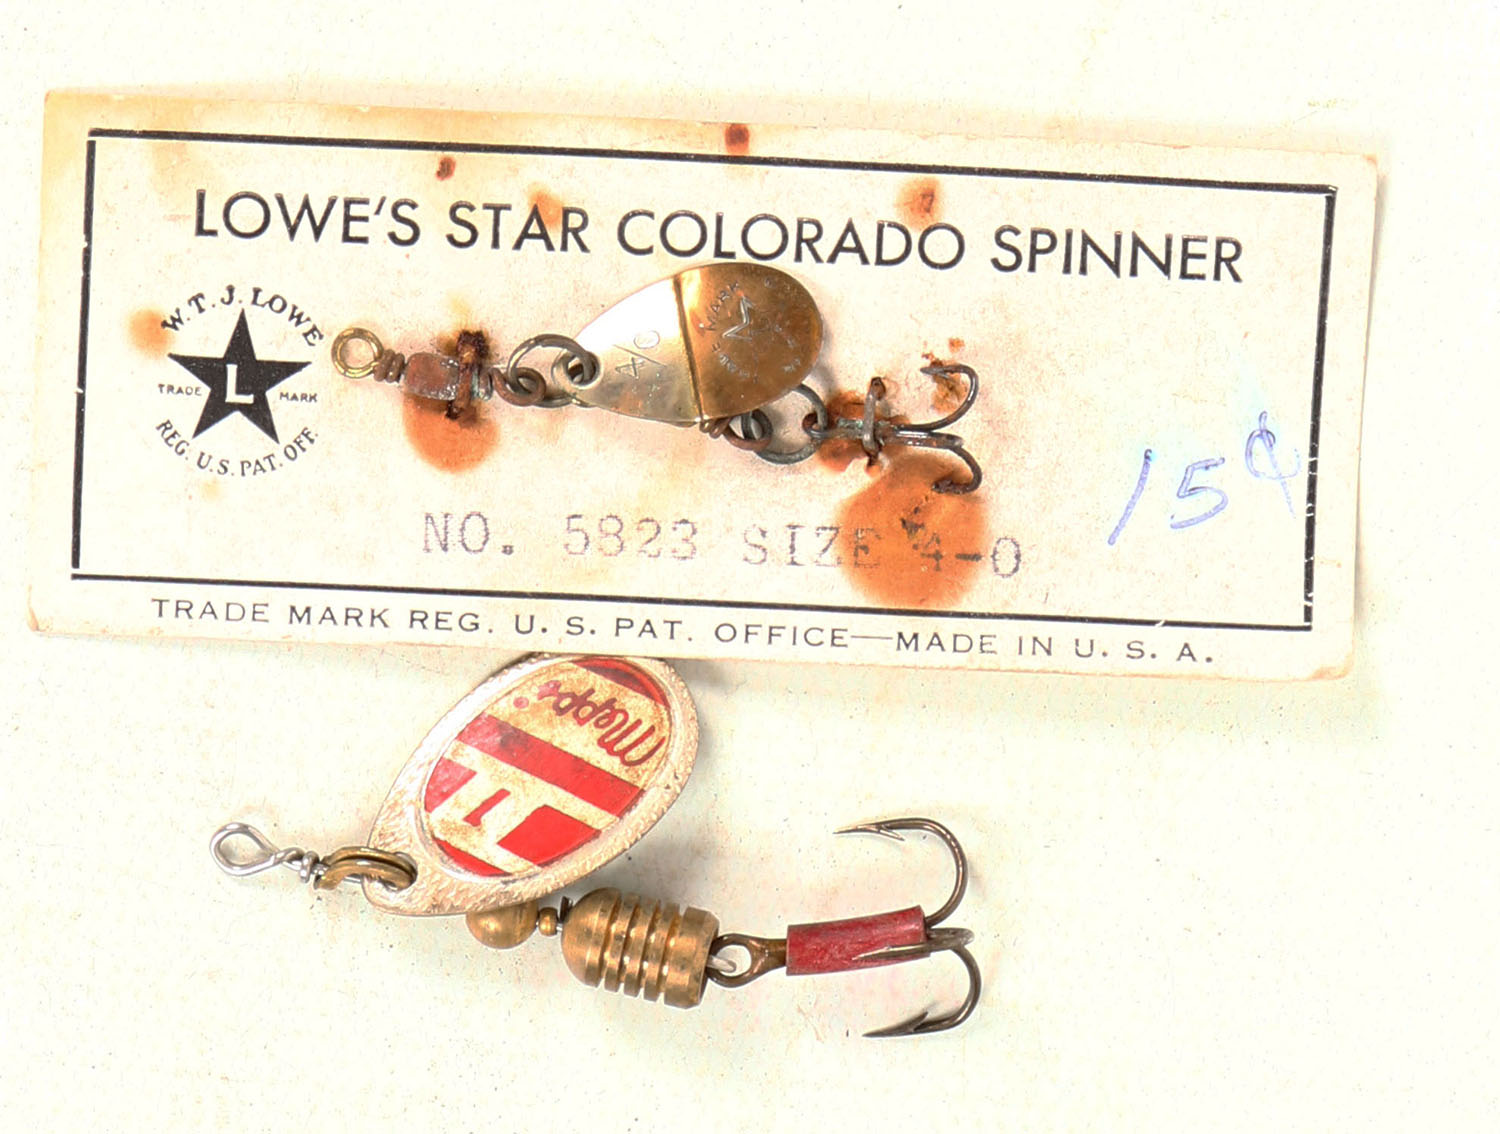 LOWE'S STAR COLORADO SPINNER
W.T.J. LOWE
L
TRADE MARK
REG. U.S. PAT. OFF.
4/0
MARK
15¢
NO. 5823 SIZE 4-0
TRADE MARK REG. U. S. PAT. OFFICE—MADE IN U. S. A.
Mepps
1